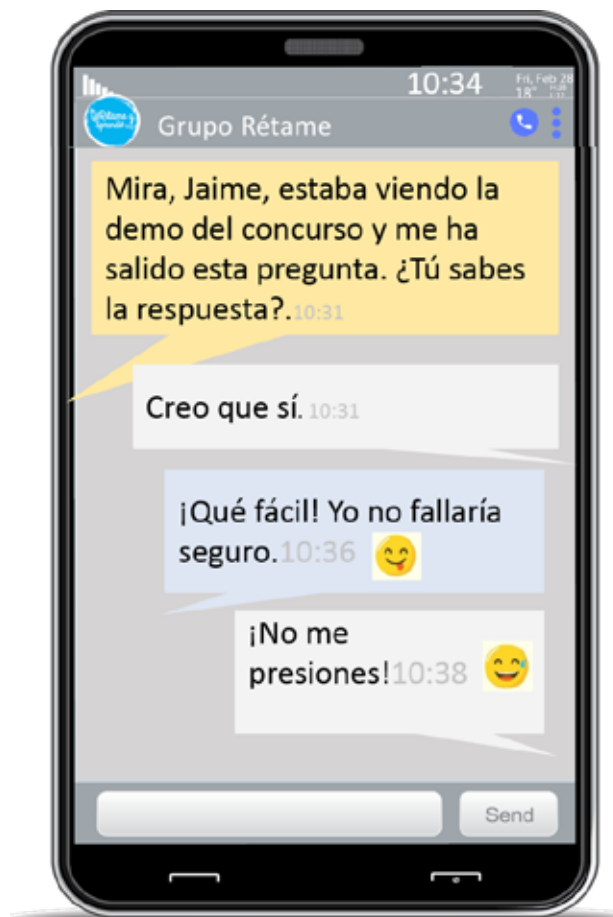 10:34
Fri, Feb 28
18°
Grupo Rétame
Mira, Jaime, estaba viendo la
demo del concurso y me ha
salido esta pregunta. ¿Tú sabes
la respuesta?.10:31
Creo que sí. 10:31
¡Qué fácil! Yo no fallaría
seguro.10:36
¡No me
presiones!10:38
Send